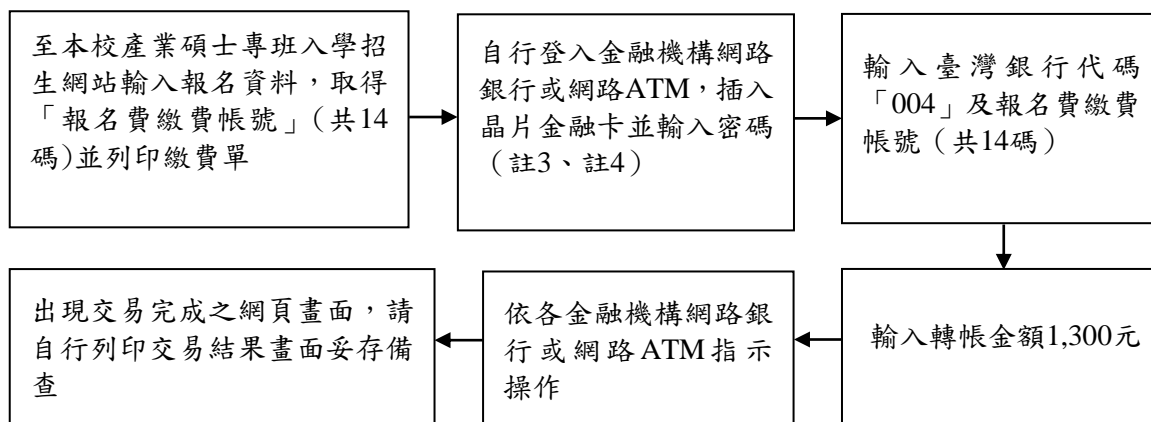 至本校產業碩士專班入學招
生網站輸入報名資料，取得
「報名費繳費帳號」(共14
碼)並列印繳費單
自行登入金融機構網路
銀行或網路ATM，插入
晶片金融卡並輸入密碼
（註3、註4）
輸入臺灣銀行代碼
「004」及報名費繳費
帳號（共14碼）
輸入轉帳金額1,300元
依各金融機構網路銀
行或網路ATM指示
操作
出現交易完成之網頁畫面，請
自行列印交易結果畫面妥存備
查